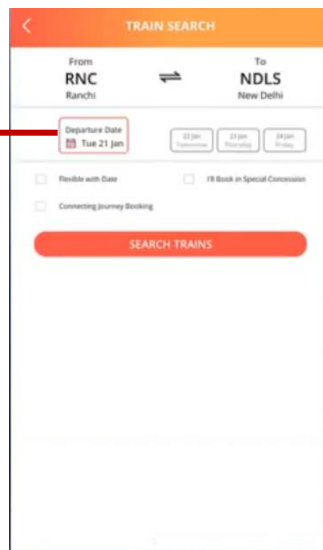 TRAIN SEARCH
From
To
RNC
NDLS
Ranchi
New Delhi
Departure Date
Tue 21 Jan
22 Jan
23 Jan
24 Jan
Tomorrow
Thursday
Friday
Flexible with Date
I'll Book in Special Concession
Connecting Journey Booking
SEARCH TRAINS